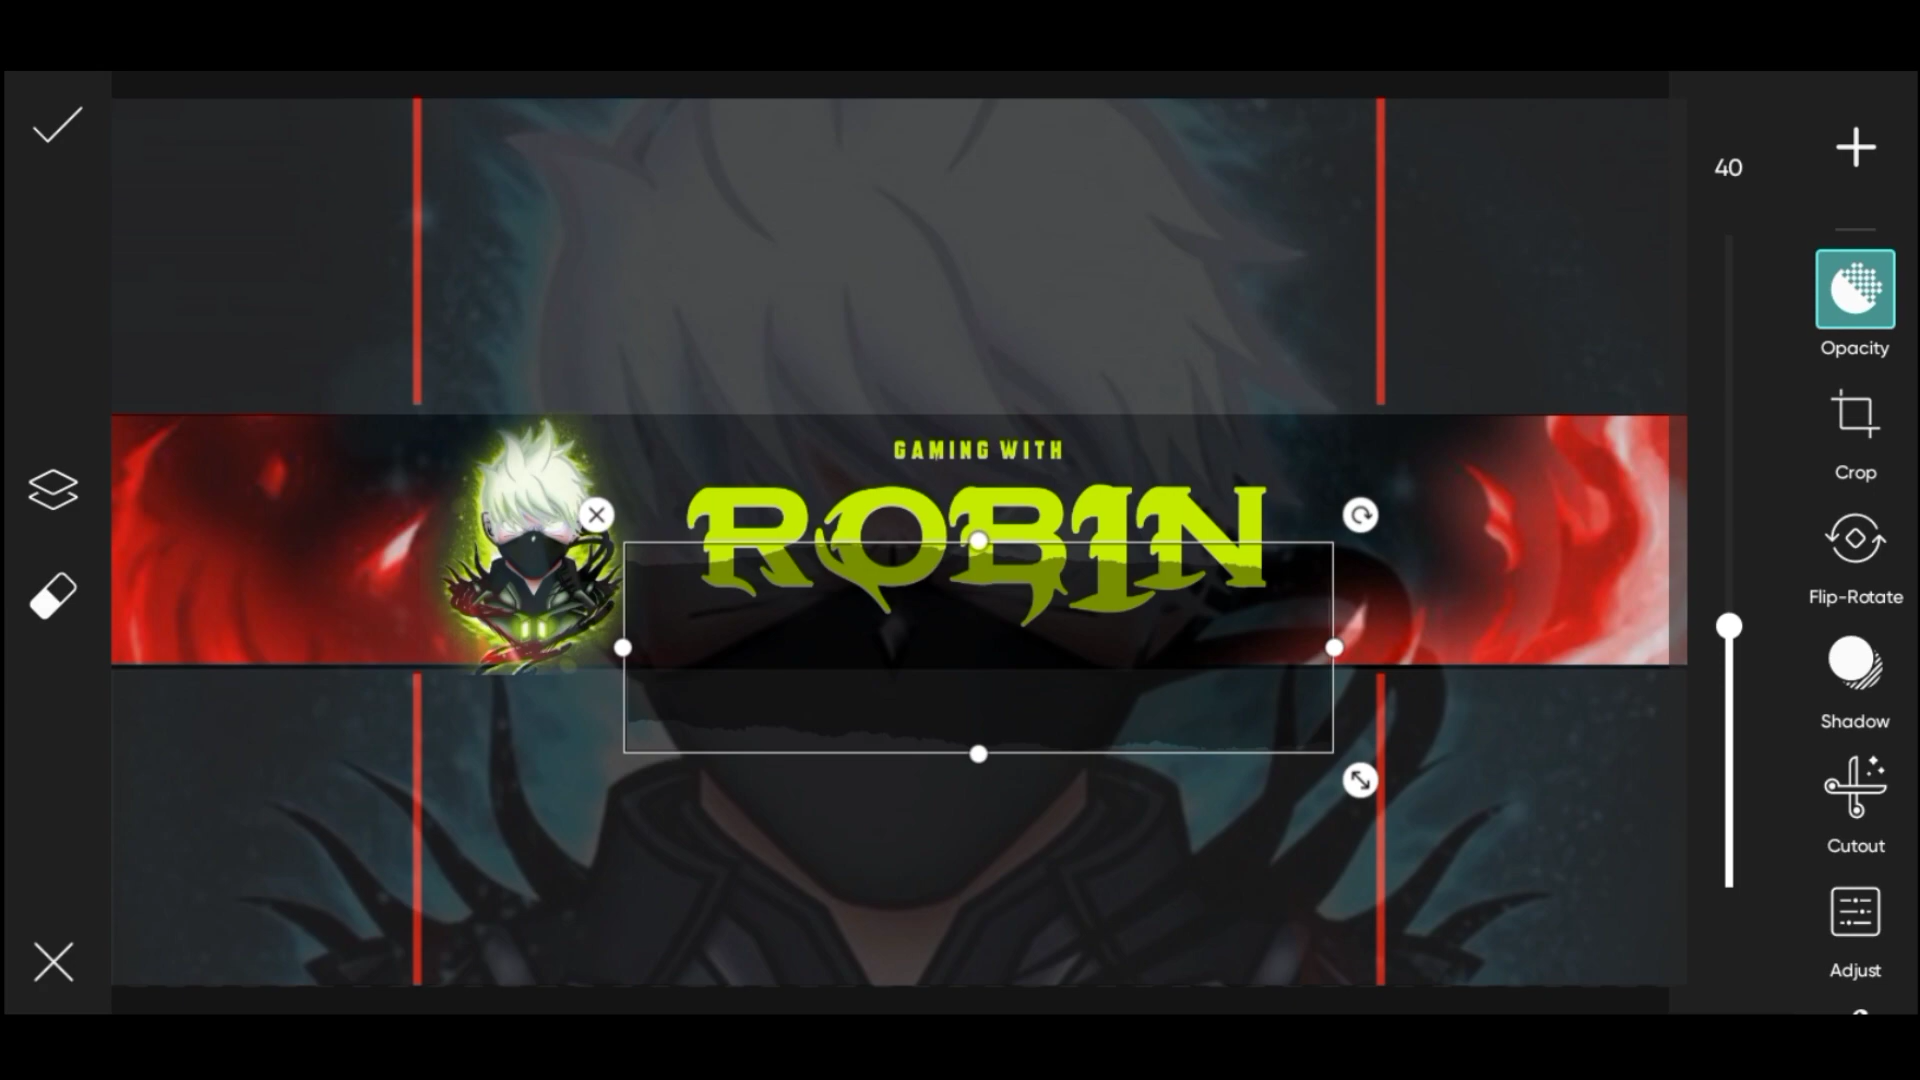 40
GAMING WITH
ROBIN
Opacity
Crop
Flip-Rotate
Shadow
Cutout
Adjust